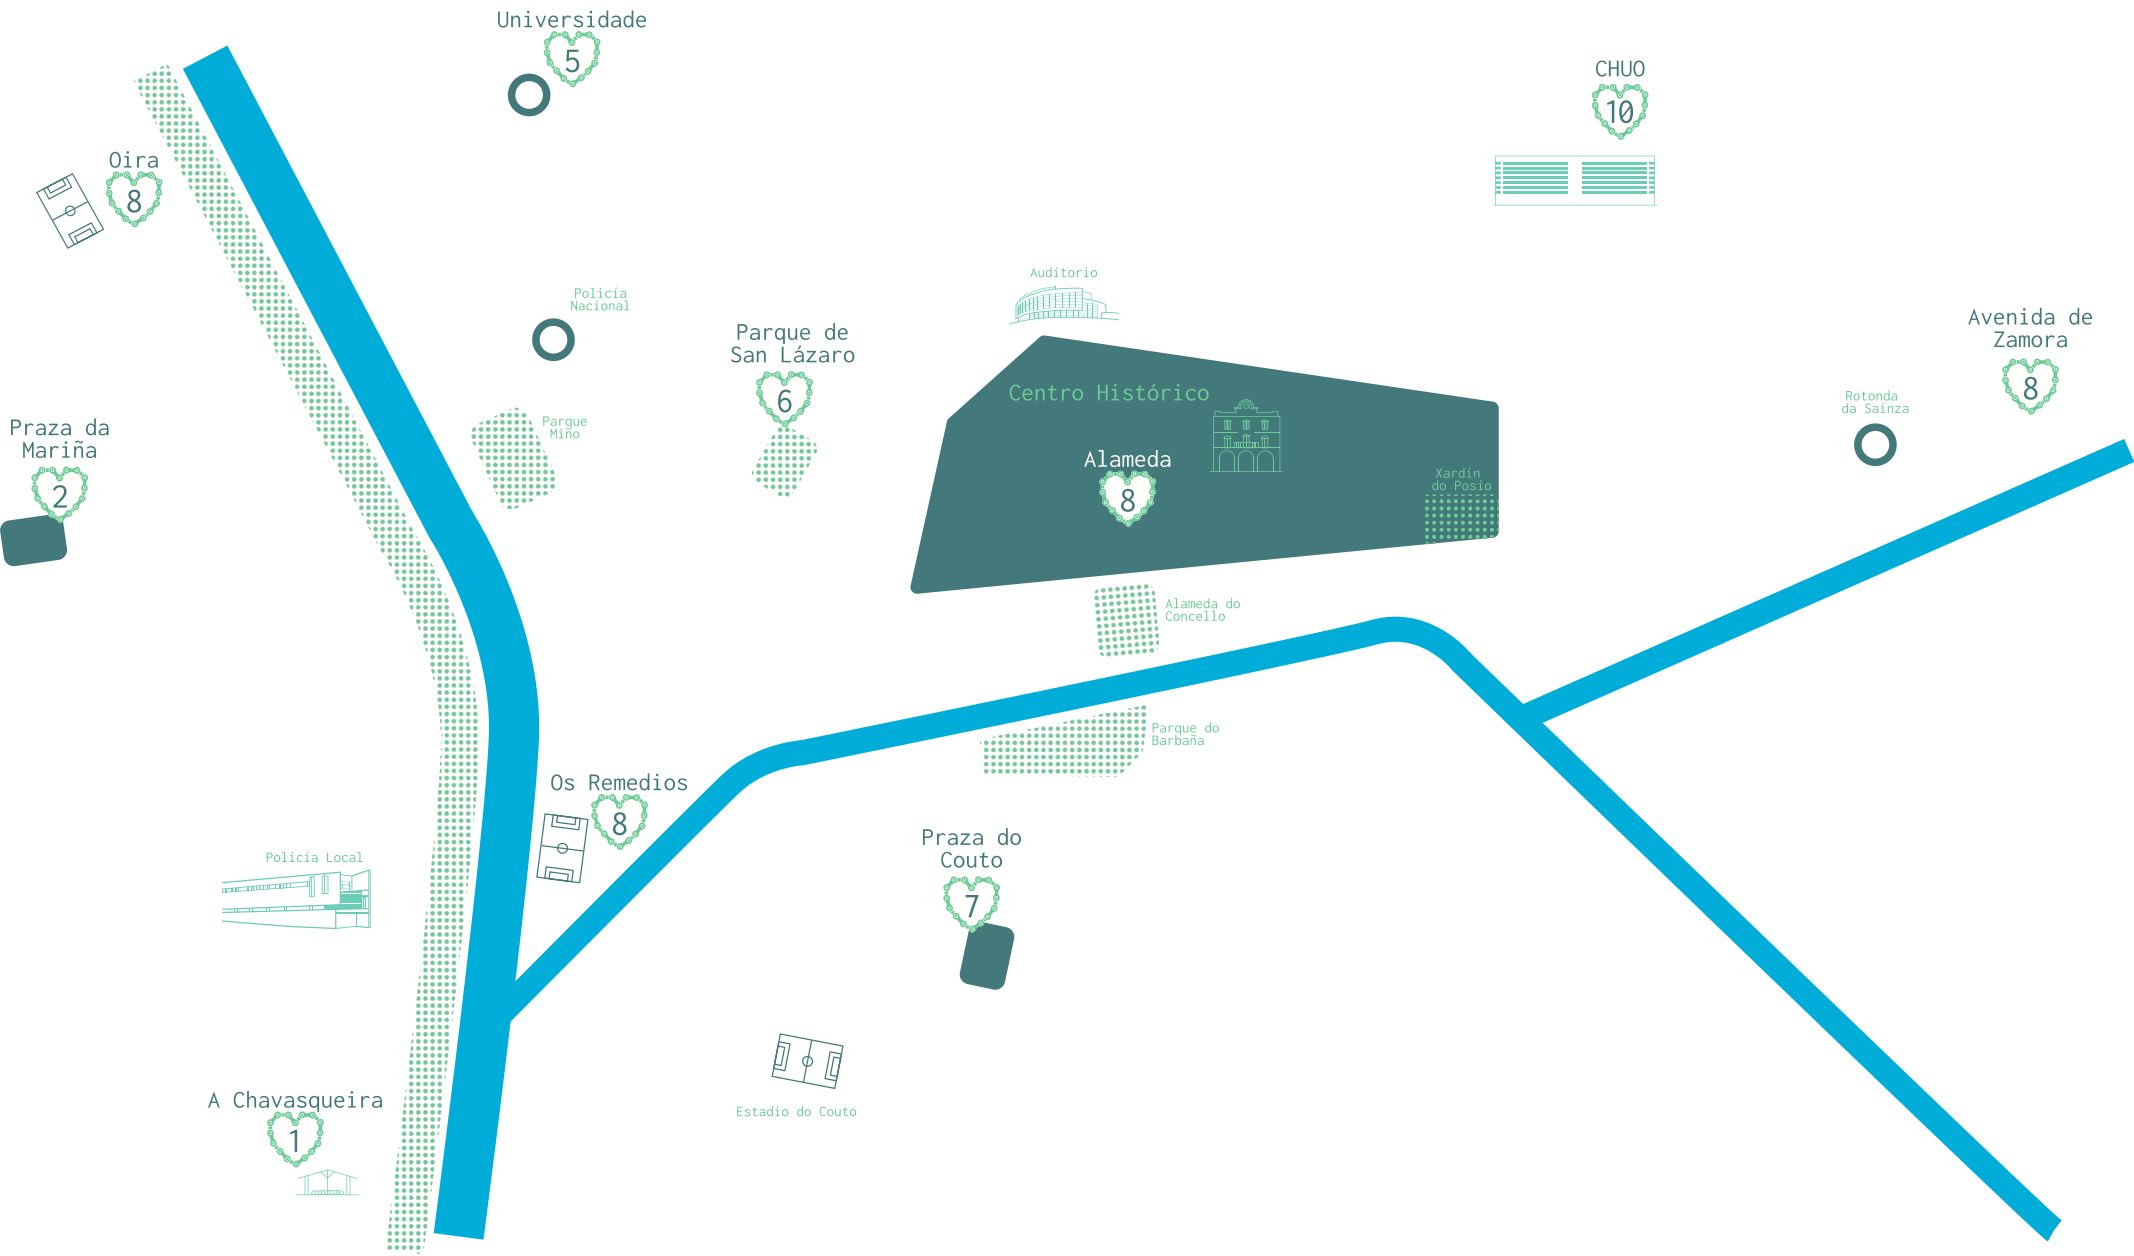 Universidade
5
CHUO
10
Oira
8
Auditorio
Policía
Nacional
Avenida de
Zamora
8
Parque de
San Lázaro
6
Centro Histórico
Rotonda
da Sainza
Parque
Miño
Praza da
Mariña
2
Alameda
8
Xardín
do Posío
Alameda do
Concello
Parque do
Barbaña
Os Remedios
8
Praza do
Couto
7
Policia Local
A Chavasqueira
1
Estadio do Couto